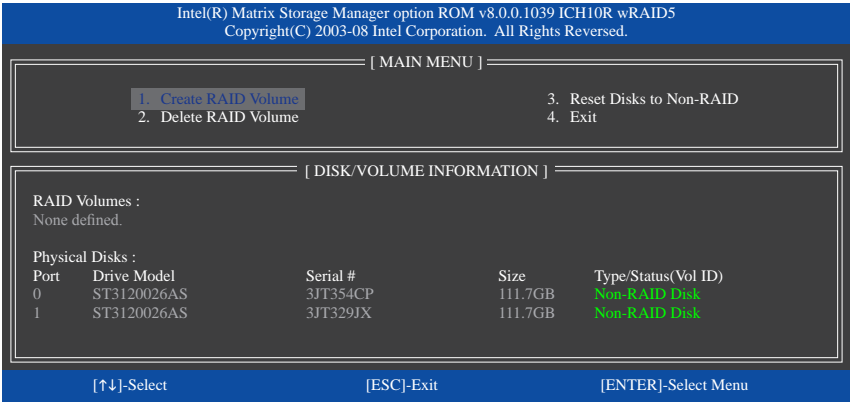 Intel(R) Matrix Storage Manager option ROM v8.0.0.1039 ICH10R wRAID5
Copyright(C) 2003-08 Intel Corporation. All Rights Reversed.
[ MAIN MENU ]
1. Create RAID Volume 3. Reset Disks to Non-RAID
2. Delete RAID Volume 4. Exit
[ DISK/VOLUME INFORMATION ]
RAID Volumes :
None defined.
Physical Disks :
Port Drive Model Serial # Size Type/Status(Vol ID)
0 ST3120026AS 3JT354CP 111.7GB Non-RAID Disk
1 ST3120026AS 3JT329JX 111.7GB Non-RAID Disk
[↑↓]-Select [ESC]-Exit [ENTER]-Select Menu